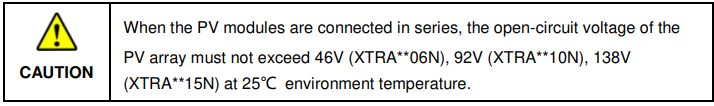 When the PV modules are connected in series, the open-circuit voltage of the
PV array must not exceed 46V (XTRA**06N), 92V (XTRA**10N), 138V
CAUTION
(XTRA**15N) at 25℃ environment temperature.